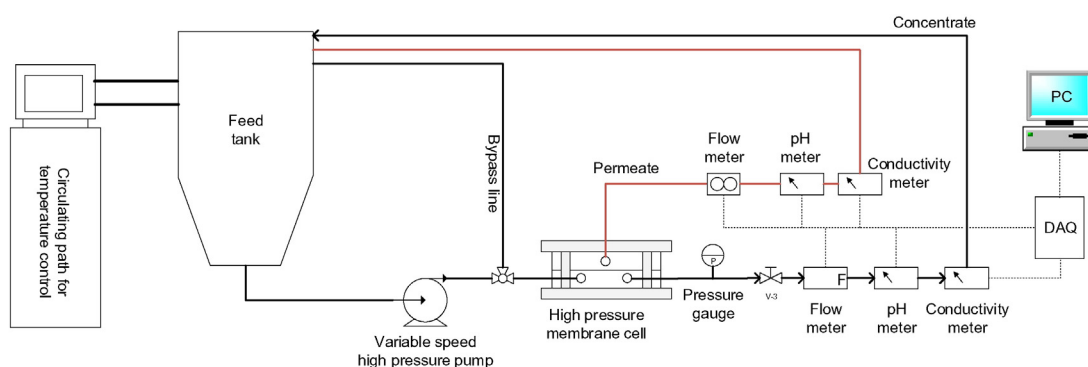 Concentrate
PC
Feed
tank
Bypass line
Flow
meter
pH
meter
Conductivity
meter
Permeate
Circulating path for
temperature control
DAQ
P
F
V-3
Pressure
gauge
High pressure
membrane cell
Flow
meter
pH
meter
Conductivity
meter
Variable speed
high pressure pump